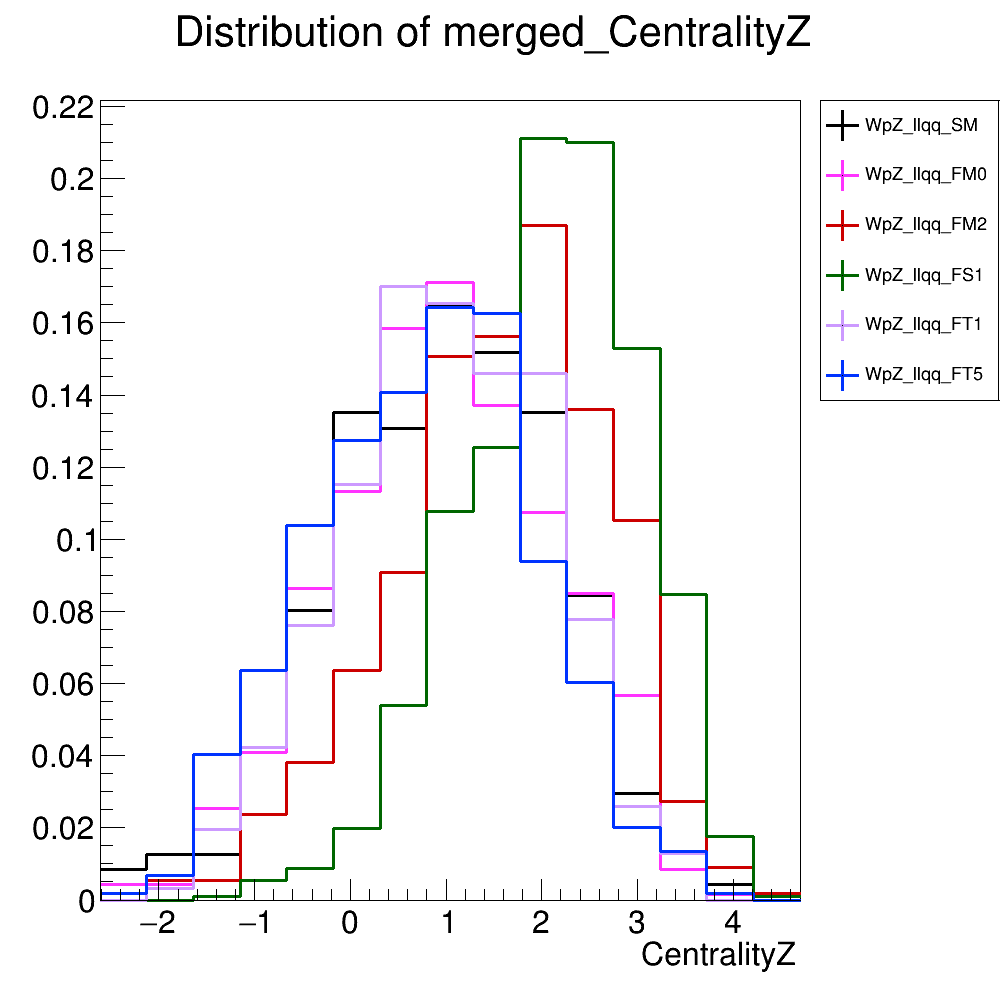 Distribution of merged_CentralityZ
0.22
0.2
0.18
0.16
0.14
0.12
0.1
0.08
0.06
0.04
0.02
0
−2 −1 0 1 2 3 4
CentralityZ
WpZ_llqq_SM
WpZ_llqq_FM0
WpZ_llqq_FM2
WpZ_llqq_FS1
WpZ_llqq_FT1
WpZ_llqq_FT5